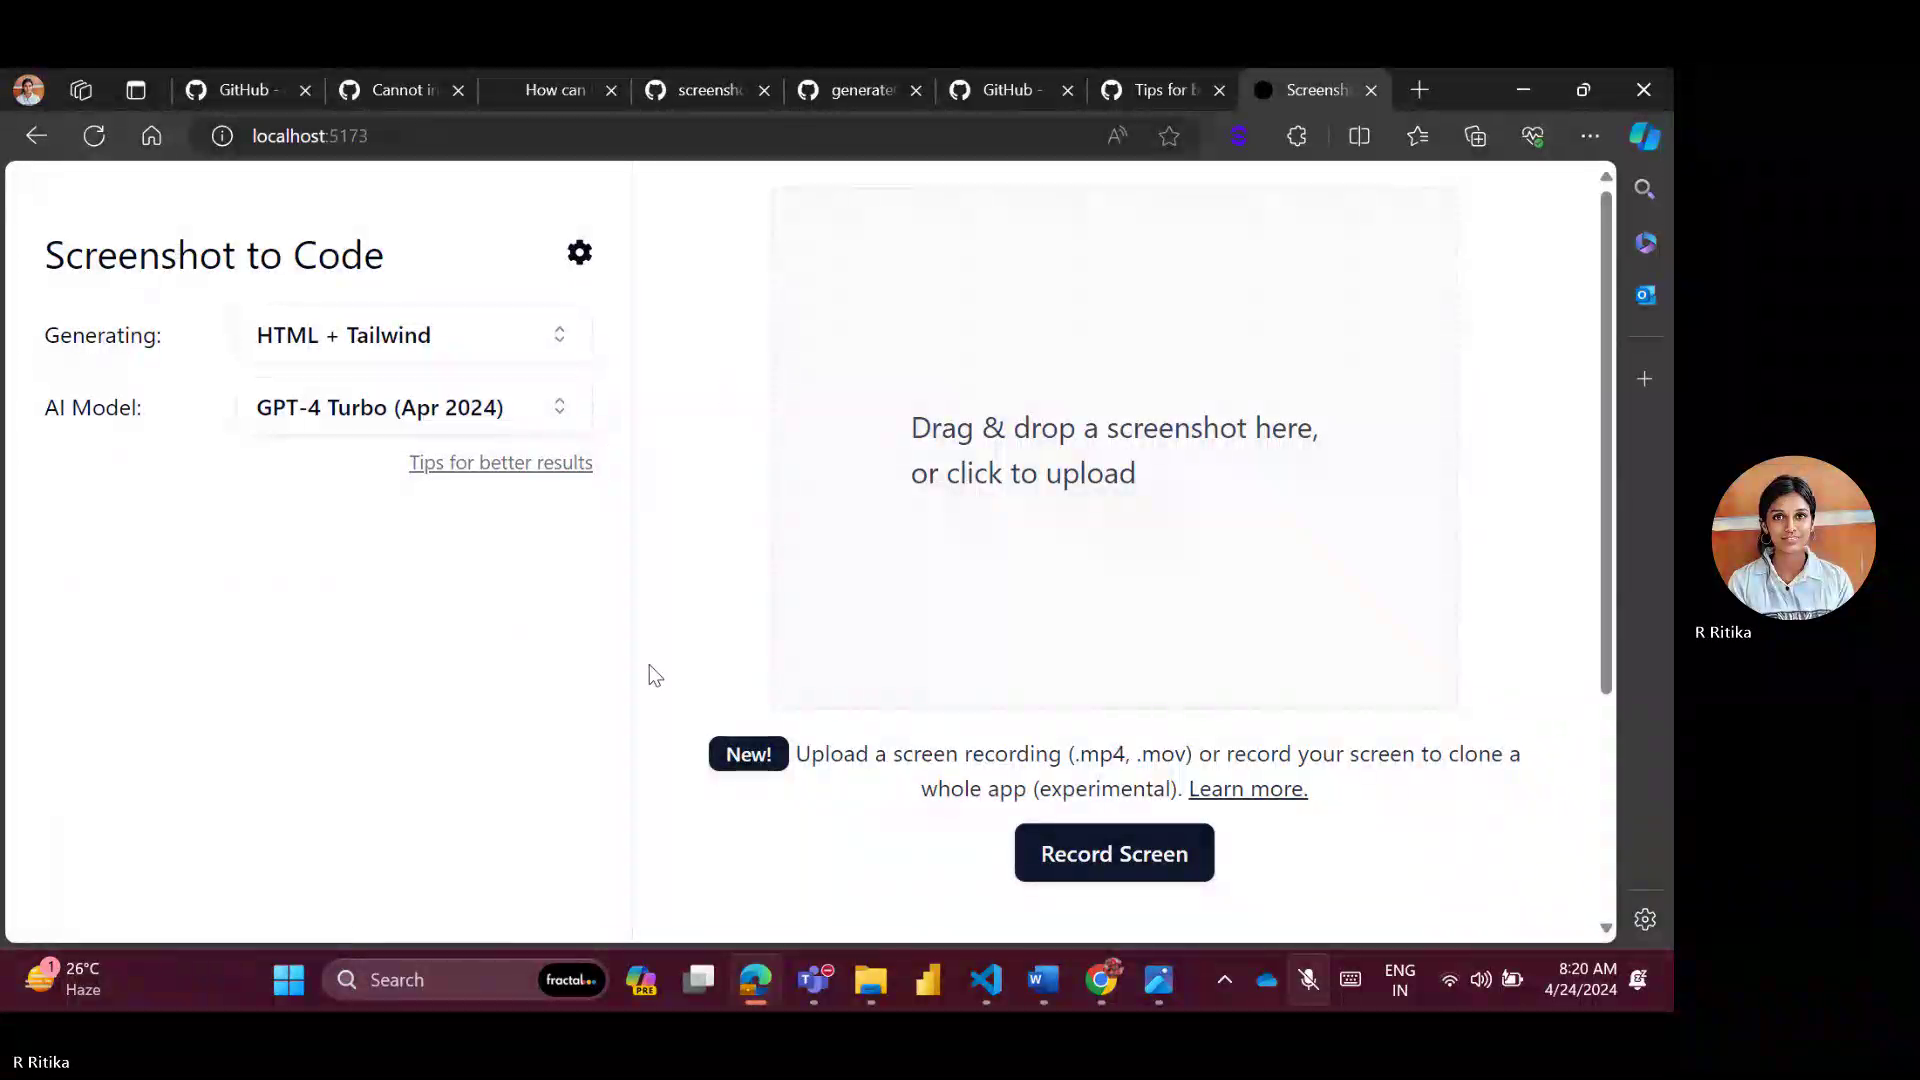 GitHub -
Cannot in
How can
screensho
generate
GitHub -
Tips for b
Screensh
localhost:5173
Screenshot to Code
Generating:
HTML + Tailwind
AI Model:
GPT-4 Turbo (Apr 2024)
Tips for better results
Drag & drop a screenshot here,
or click to upload
New! Upload a screen recording (.mp4, .mov) or record your screen to clone a
whole app (experimental). Learn more.
Record Screen
R Ritika
1
26°C
Haze
Search
fractal
PRE
ENG
IN
8:20 AM
4/24/2024
R Ritika